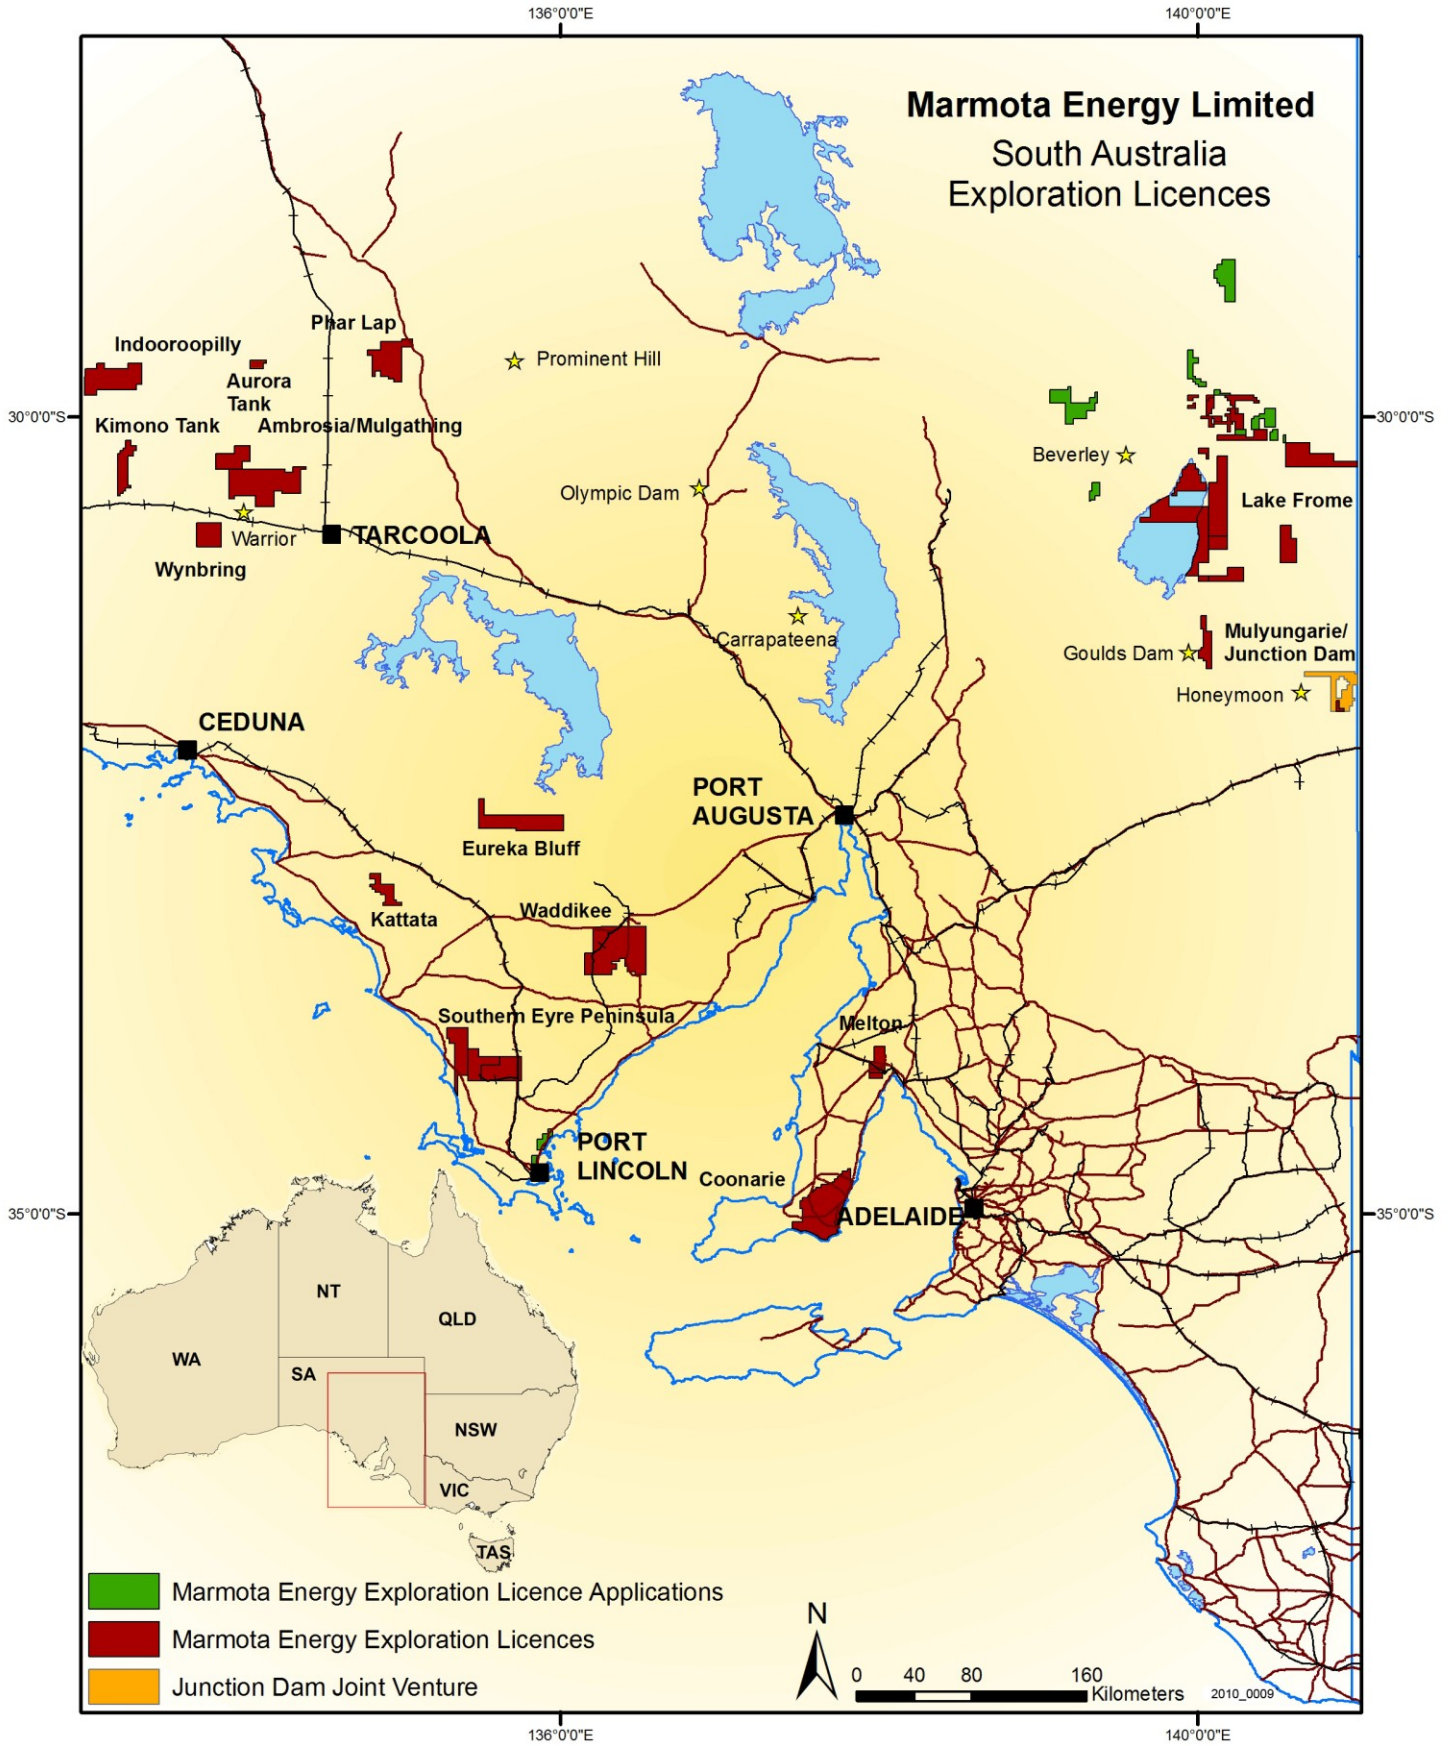 136°0'0"E
140°0'0"E
Marmota Energy Limited
South Australia
Exploration Licences
Phar Lap
Indooroopilly
Prominent Hill
Aurora
Tank
30°0'0"S
30°0'0"S
Kimono Tank
Ambrosia/Mulgathing
Beverley
Olympic Dam
Lake Frome
Warrior
TARCOOLA
Wynbring
Carrapateena
Mulyungarie/
Junction Dam
Goulds Dam
Honeymoon
CEDUNA
PORT
AUGUSTA
Eureka Bluff
Kattata
Waddikee
Southern Eyre Peninsula
Melton
PORT
LINCOLN
Coonarie
35°0'0"S
ADELAIDE
35°0'0"S
NT
QLD
WA
SA
NSW
VIC
TAS
Marmota Energy Exploration Licence Applications
Marmota Energy Exploration Licences
Junction Dam Joint Venture
N
0 40 80 160
Kilometers
2010_0009
136°0'0"E
140°0'0"E